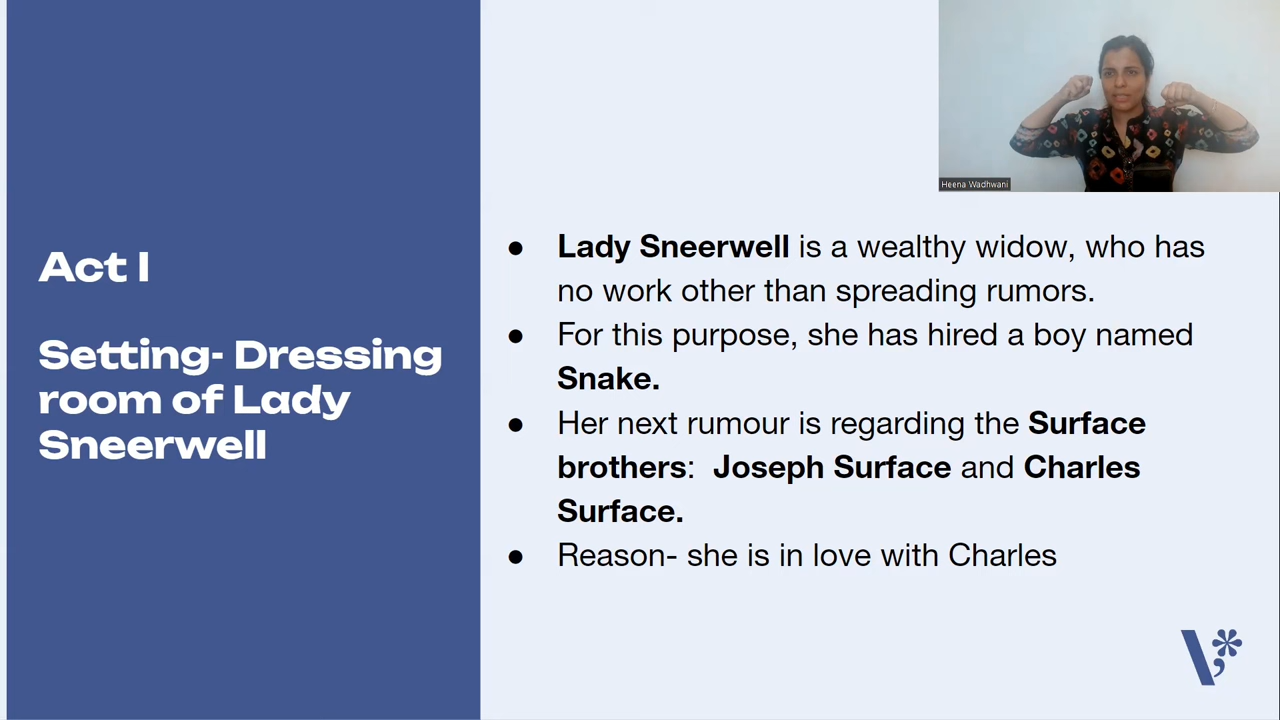 Heena Wadhwani
Act I
Setting- Dressing
room of Lady
Sneerwell
● Lady Sneerwell is a wealthy widow, who has
no work other than spreading rumors.
● For this purpose, she has hired a boy named
Snake.
● Her next rumour is regarding the Surface
brothers: Joseph Surface and Charles
Surface.
● Reason- she is in love with Charles